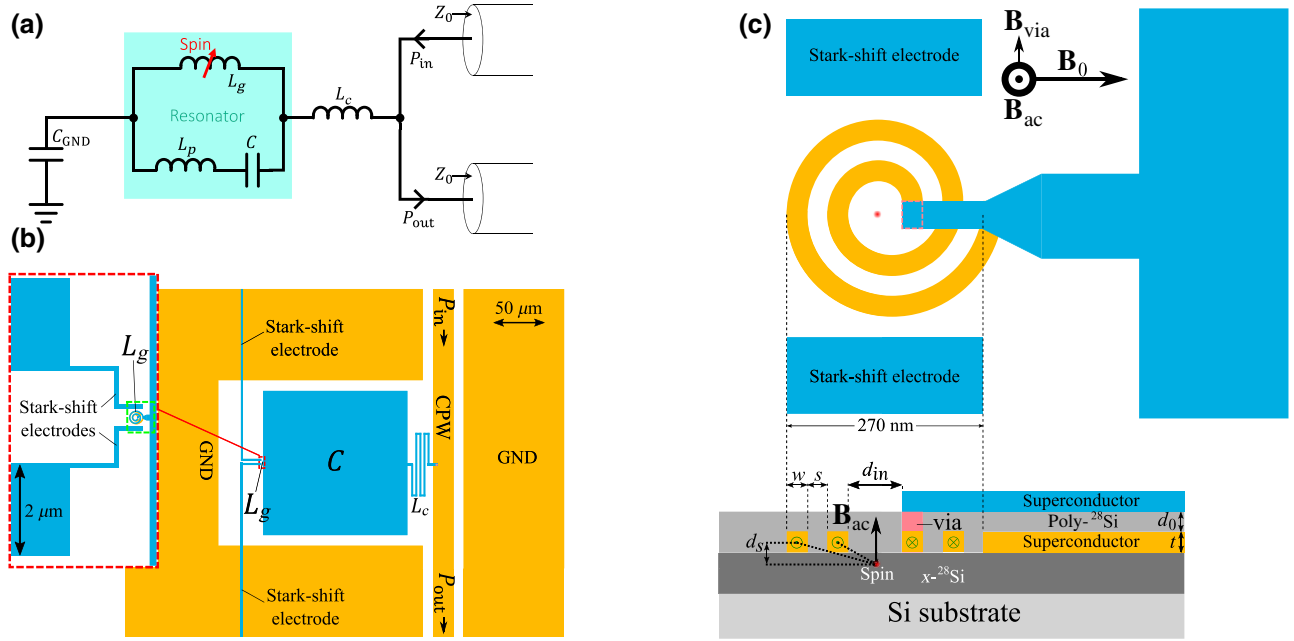 (a)
Spin
L_g
Resonator
L_p
C
C_GND
L_c
Z_0
P_in
Z_0
P_out
(b)
L_g
Stark-shift
electrodes
2 μm
Stark-shift
electrode
GND
L_g
C
L_c
Stark-shift
electrode
P_in
CPW
P_out
50 μm
GND
(c)
Stark-shift electrode
B_via
B_0
B_ac
Stark-shift electrode
270 nm
w
s
d_in
B_ac
d_s
Spin
via
Superconductor
Poly-²⁸Si
d_0
Superconductor
t
x-²⁸Si
Si substrate